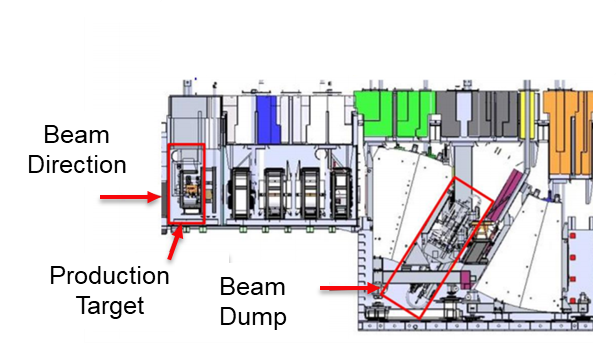 Beam
Direction
Production
Target
Beam
Dump